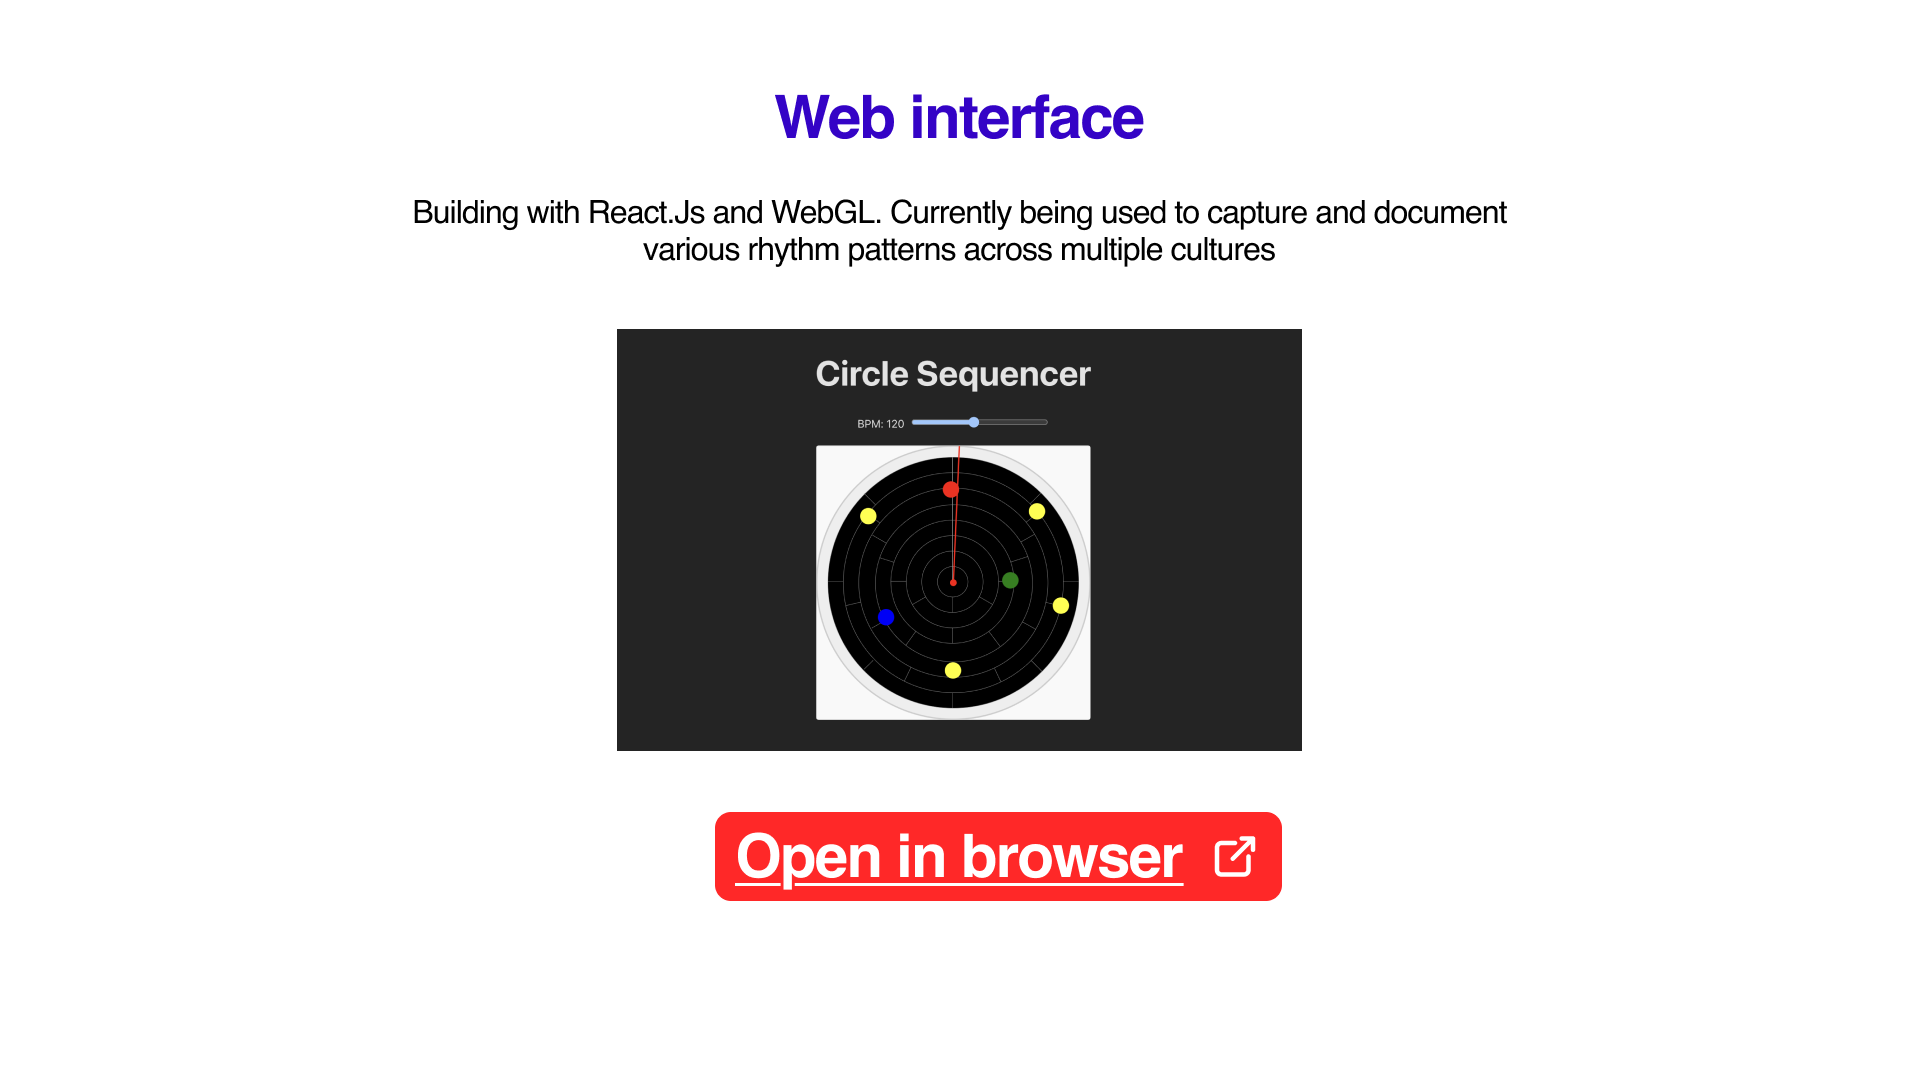 Web interface
Building with React.Js and WebGL. Currently being used to capture and document
various rhythm patterns across multiple cultures
Circle Sequencer
BPM: 120
Open in browser